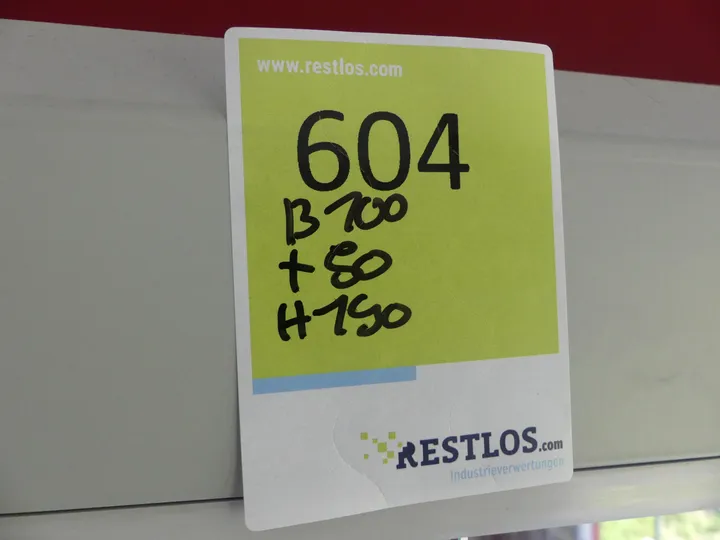 www.restlos.com
604
B 100
+ 80
H 190
RESTLOS.com
Industrieverwertungen